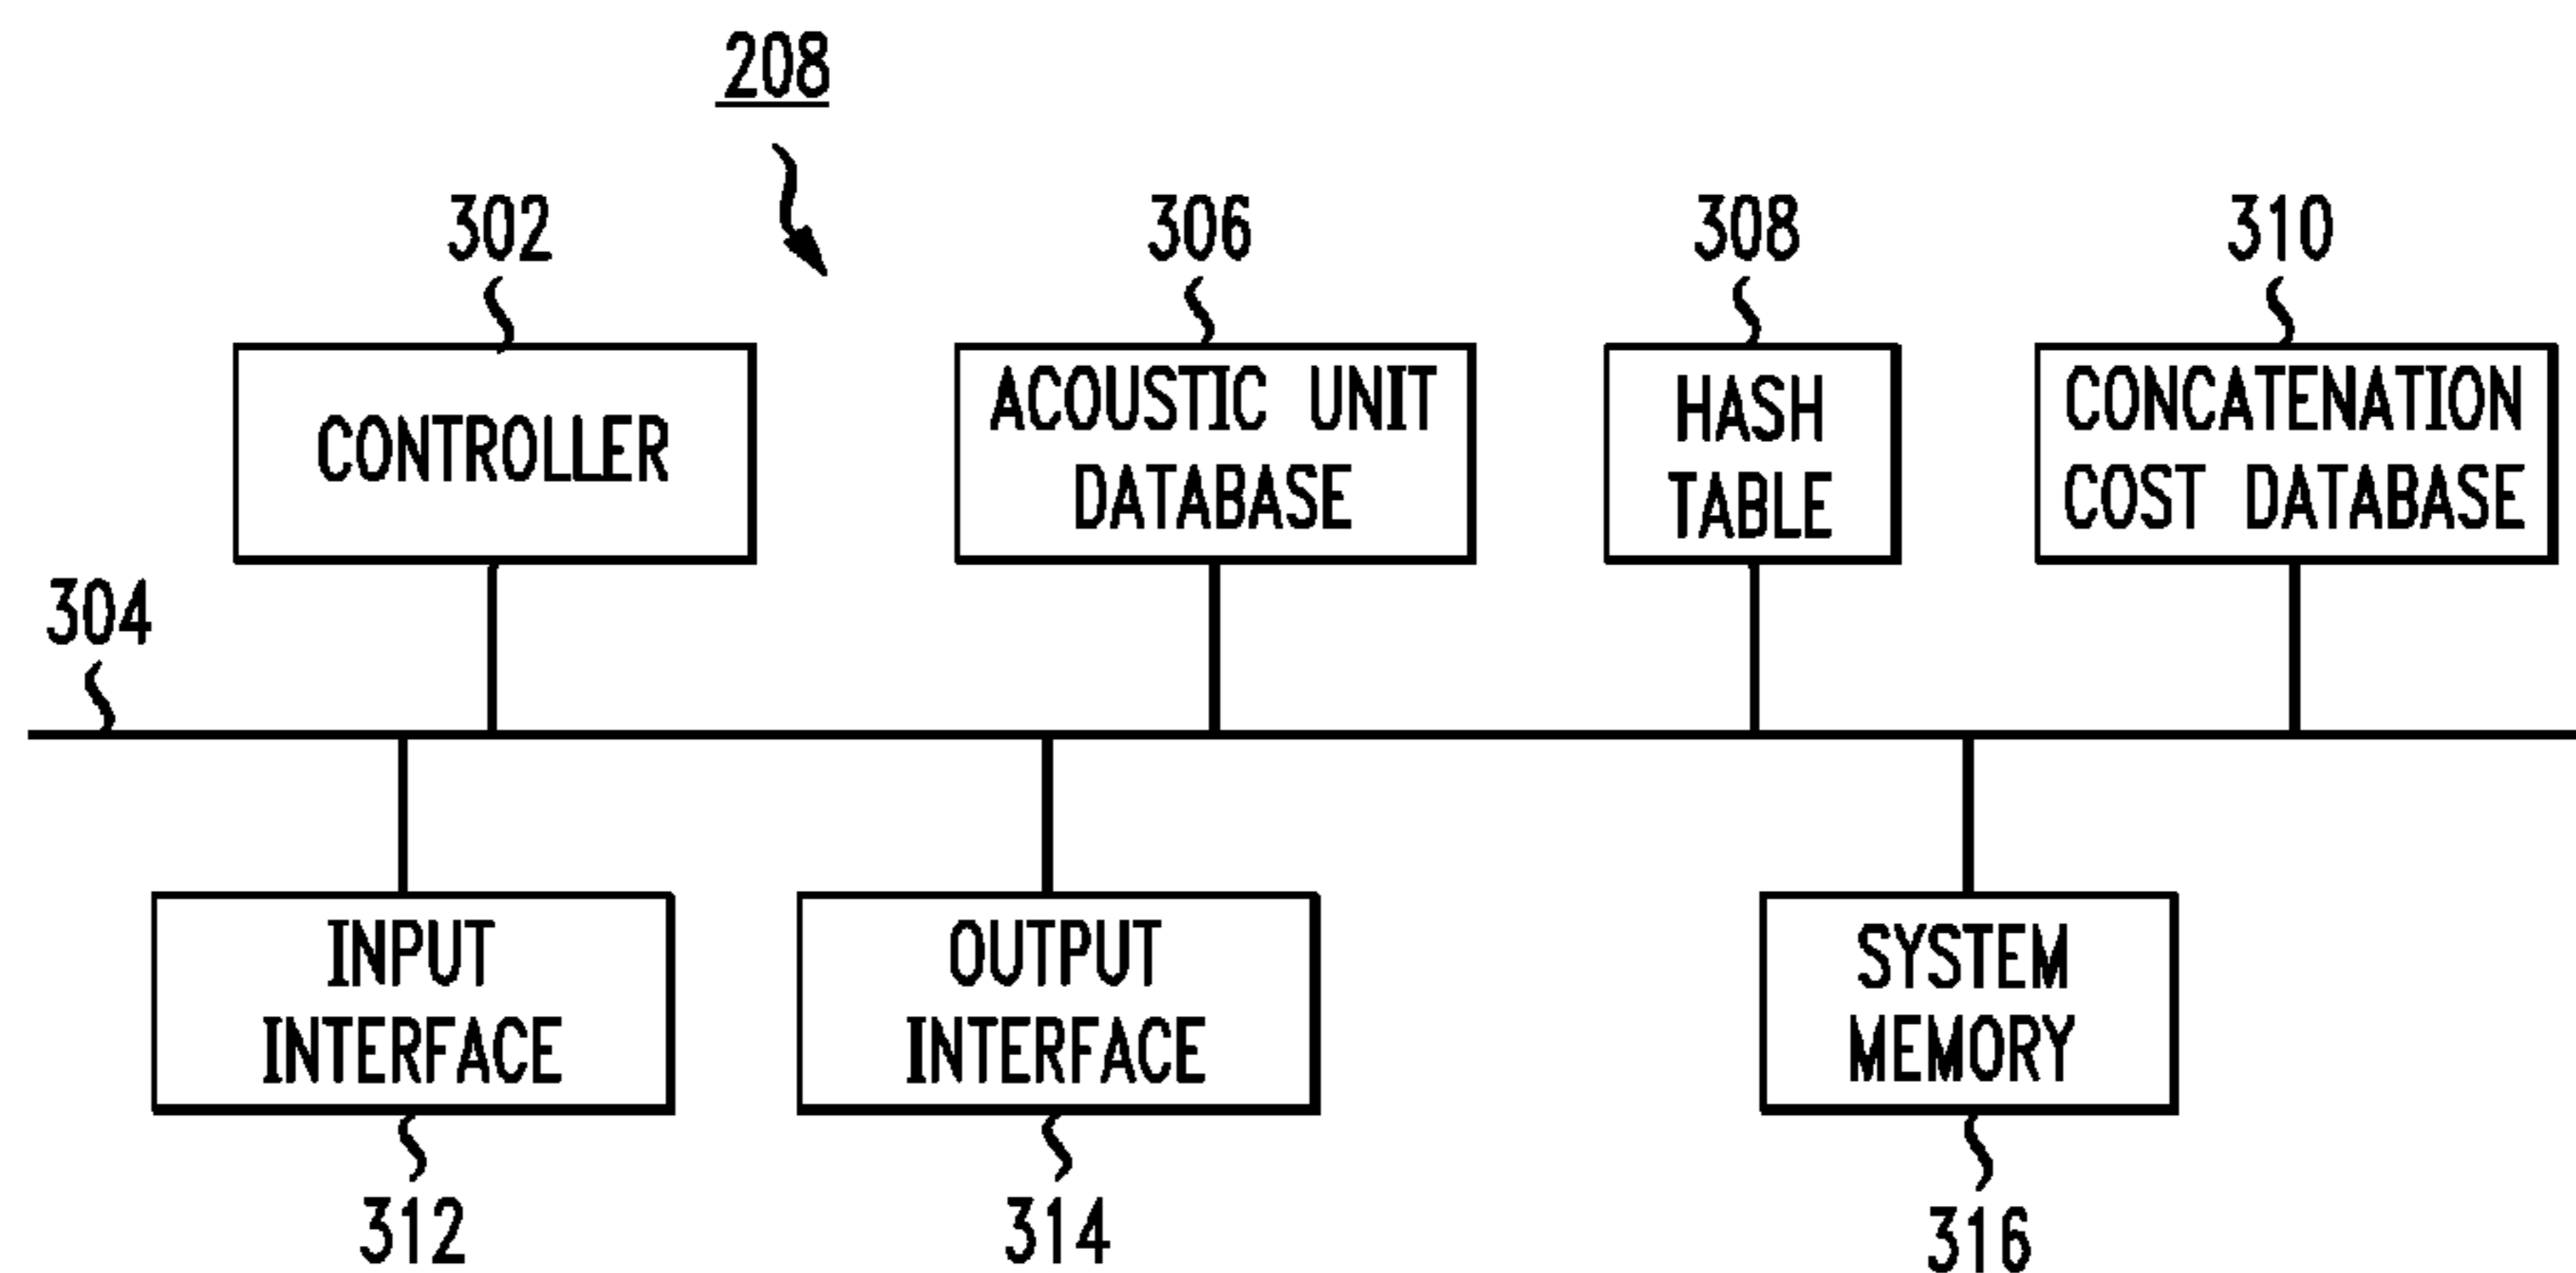 208
302
306
308
310
CONTROLLER
ACOUSTIC UNIT
DATABASE
HASH
TABLE
CONCATENATION
COST DATABASE
304
INPUT
INTERFACE
OUTPUT
INTERFACE
SYSTEM
MEMORY
312
314
316